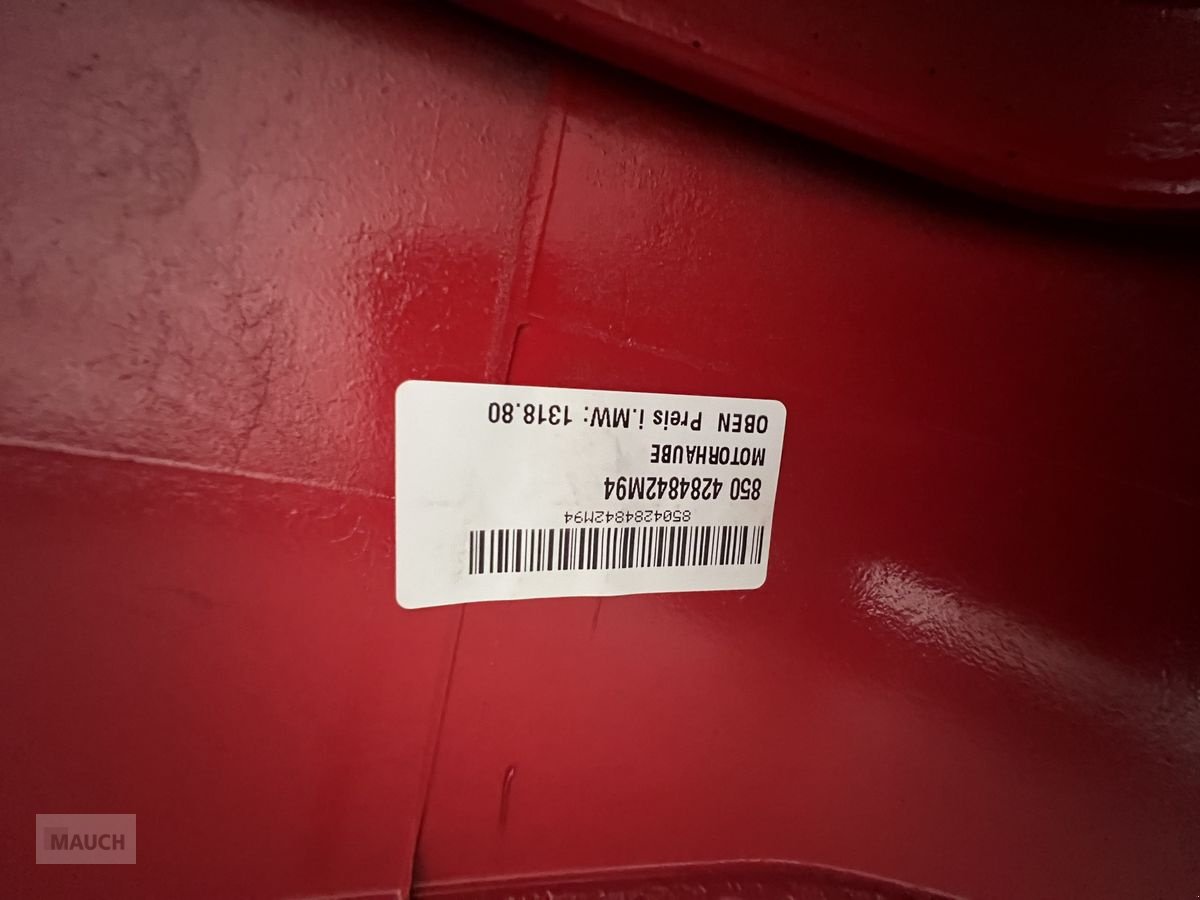 8504284842M94
850 4284842M94
MOTORHAUBE
OBEN Preis i.MW: 1318.80
MAUCH